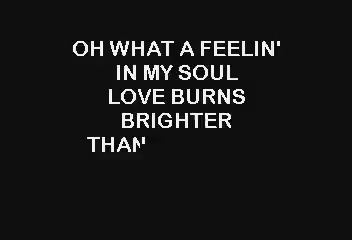 OH WHAT A FEELIN'
IN MY SOUL
LOVE BURNS
BRIGHTER
THAN